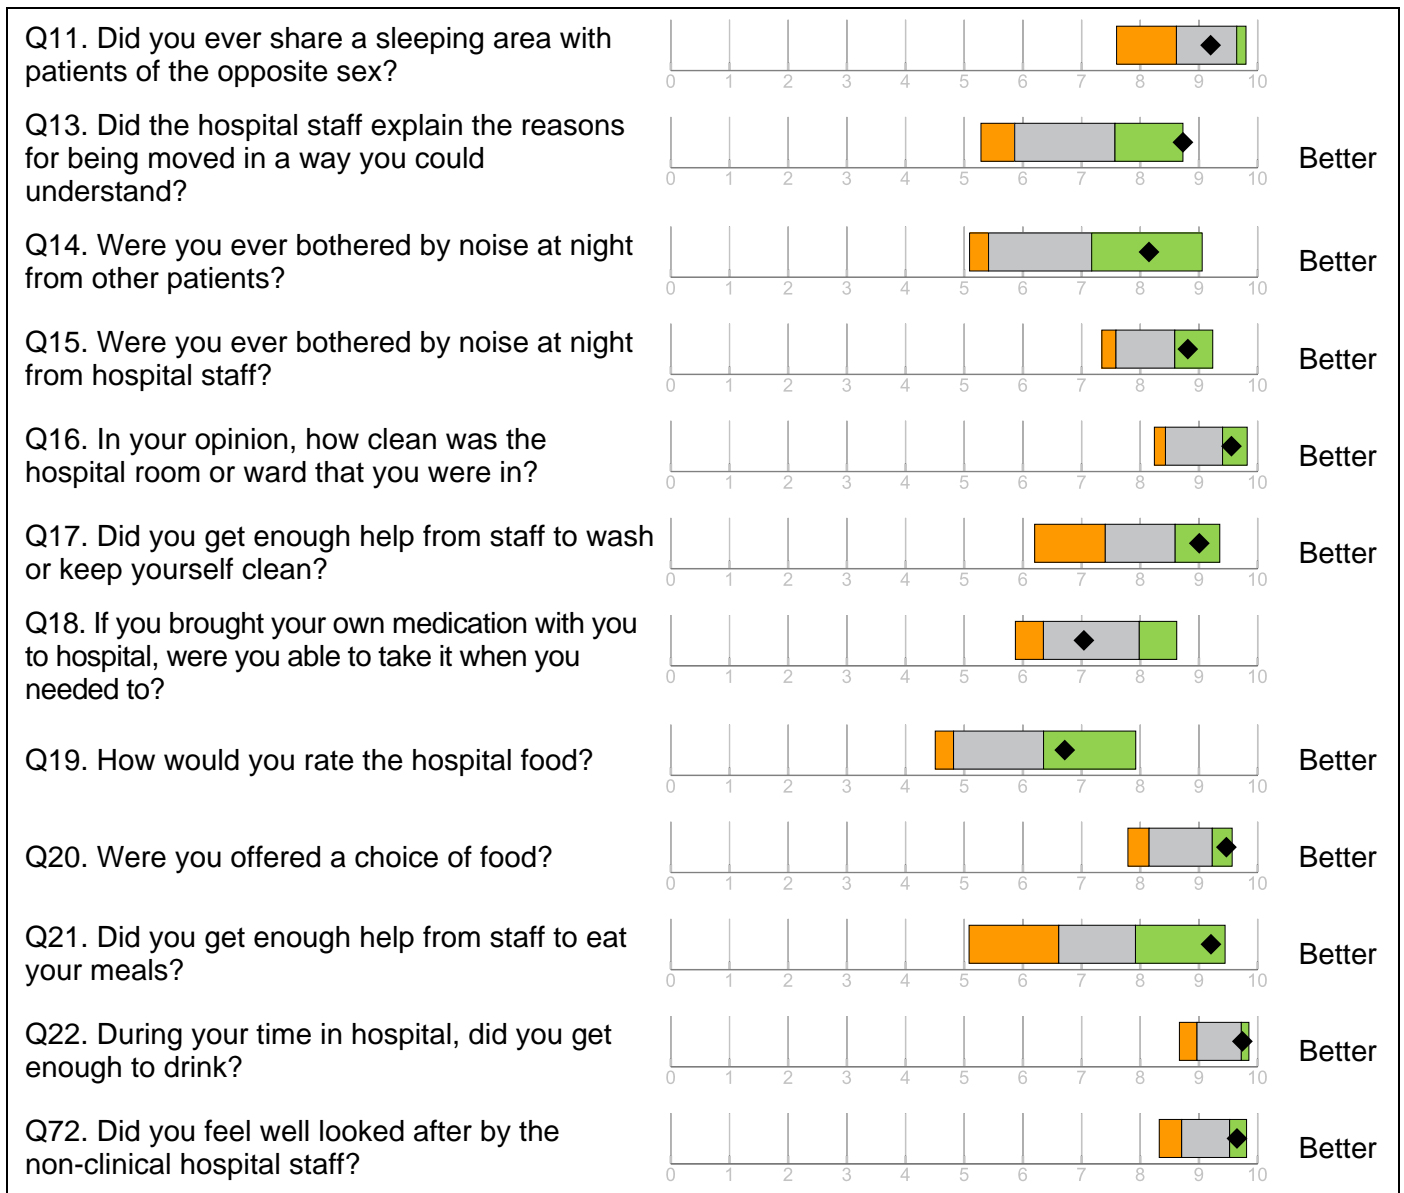 Q11. Did you ever share a sleeping area with
patients of the opposite sex?
0 1 2 3 4 5 6 7 8 9 10
Q13. Did the hospital staff explain the reasons
for being moved in a way you could
understand?
0 1 2 3 4 5 6 7 8 9 10
Better
Q14. Were you ever bothered by noise at night
from other patients?
0 1 2 3 4 5 6 7 8 9 10
Better
Q15. Were you ever bothered by noise at night
from hospital staff?
0 1 2 3 4 5 6 7 8 9 10
Better
Q16. In your opinion, how clean was the
hospital room or ward that you were in?
0 1 2 3 4 5 6 7 8 9 10
Better
Q17. Did you get enough help from staff to wash
or keep yourself clean?
0 1 2 3 4 5 6 7 8 9 10
Better
Q18. If you brought your own medication with you
to hospital, were you able to take it when you
needed to?
0 1 2 3 4 5 6 7 8 9 10
Q19. How would you rate the hospital food?
0 1 2 3 4 5 6 7 8 9 10
Better
Q20. Were you offered a choice of food?
0 1 2 3 4 5 6 7 8 9 10
Better
Q21. Did you get enough help from staff to eat
your meals?
0 1 2 3 4 5 6 7 8 9 10
Better
Q22. During your time in hospital, did you get
enough to drink?
0 1 2 3 4 5 6 7 8 9 10
Better
Q72. Did you feel well looked after by the
non-clinical hospital staff?
0 1 2 3 4 5 6 7 8 9 10
Better